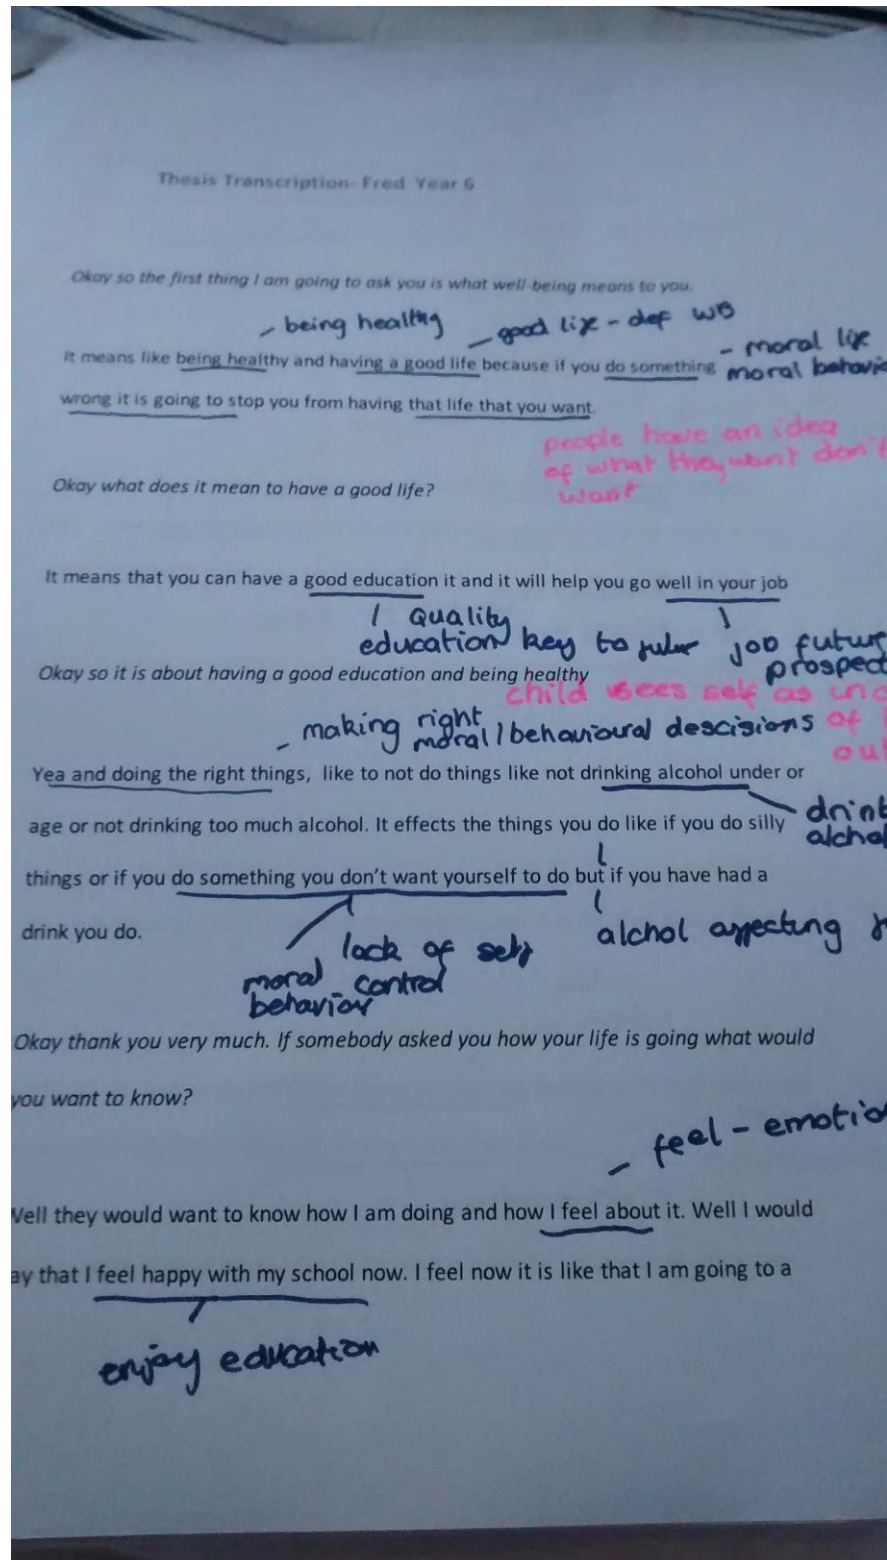 Thesis Transcription- Fred Year 6
Okay so the first thing I am going to ask you is what well-being means to you.
- being healthy - good life - def WB
- moral life
It means like being healthy and having a good life because if you do something moral behavio
wrong it is going to stop you from having that life that you want.
people have an idea
of what they want don't
want
Okay what does it mean to have a good life?
It means that you can have a good education it and it will help you go well in your job
Quality
education key to job future
prospect
Okay so it is about having a good education and being healthy
child sees self as of
- making right
moral / behavioural descisions
Yea and doing the right things, like to not do things like not drinking alcohol under or
age or not drinking too much alcohol. It effects the things you do like if you do silly
drink
alchol
things or if you do something you don't want yourself to do but if you have had a
drink you do.
lack of self
control
moral
behavior
alchol affecting
Okay thank you very much. If somebody asked you how your life is going what would
you want to know?
- feel - emotio
Well they would want to know how I am doing and how I feel about it. Well I would
ay that I feel happy with my school now. I feel now it is like that I am going to a
enjoy education